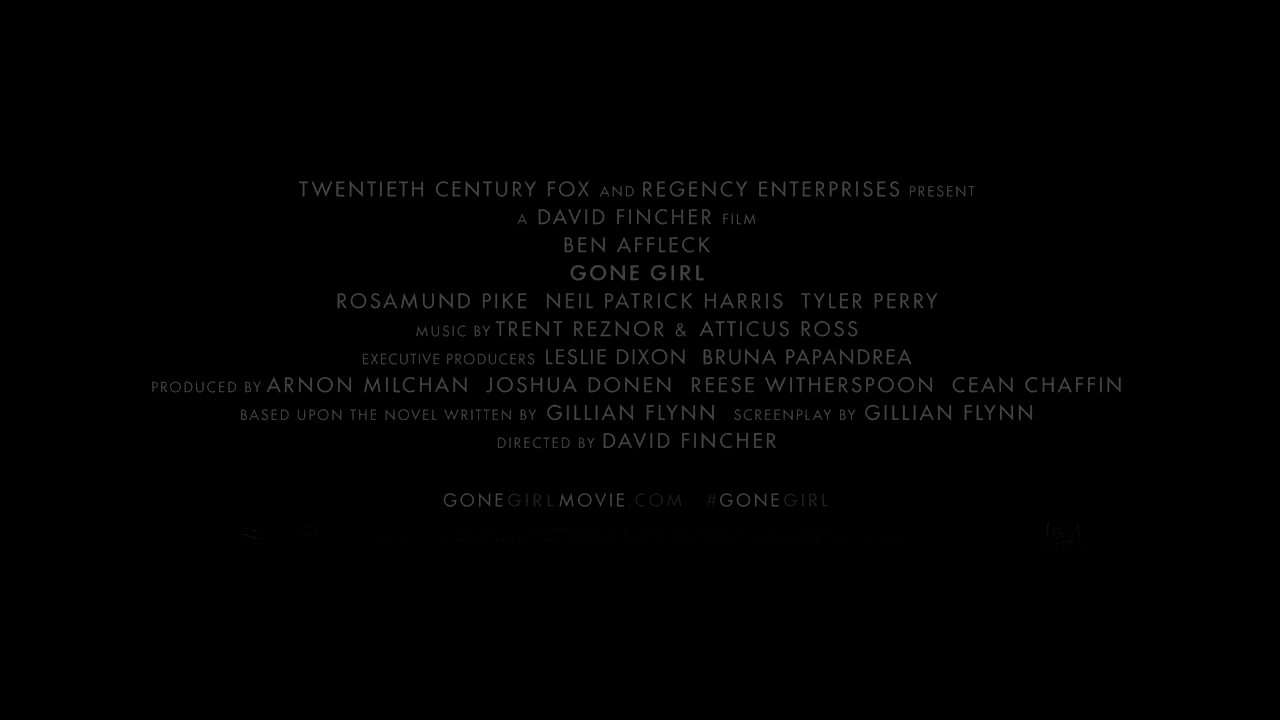 TWENTIETH CENTURY FOX AND REGENCY ENTERPRISES PRESENT
A DAVID FINCHER FILM
BEN AFFLECK
GONE GIRL
ROSAMUND PIKE NEIL PATRICK HARRIS TYLER PERRY
MUSIC BY TRENT REZNOR & ATTICUS ROSS
EXECUTIVE PRODUCERS LESLIE DIXON BRUNA PAPANDREA
PRODUCED BY ARNON MILCHAN JOSHUA DONEN REESE WITHERSPOON CEAN CHAFFIN
BASED UPON THE NOVEL WRITTEN BY GILLIAN FLYNN SCREENPLAY BY GILLIAN FLYNN
DIRECTED BY DAVID FINCHER
GONEGIRLMOVIE.COM #GONEGIRL